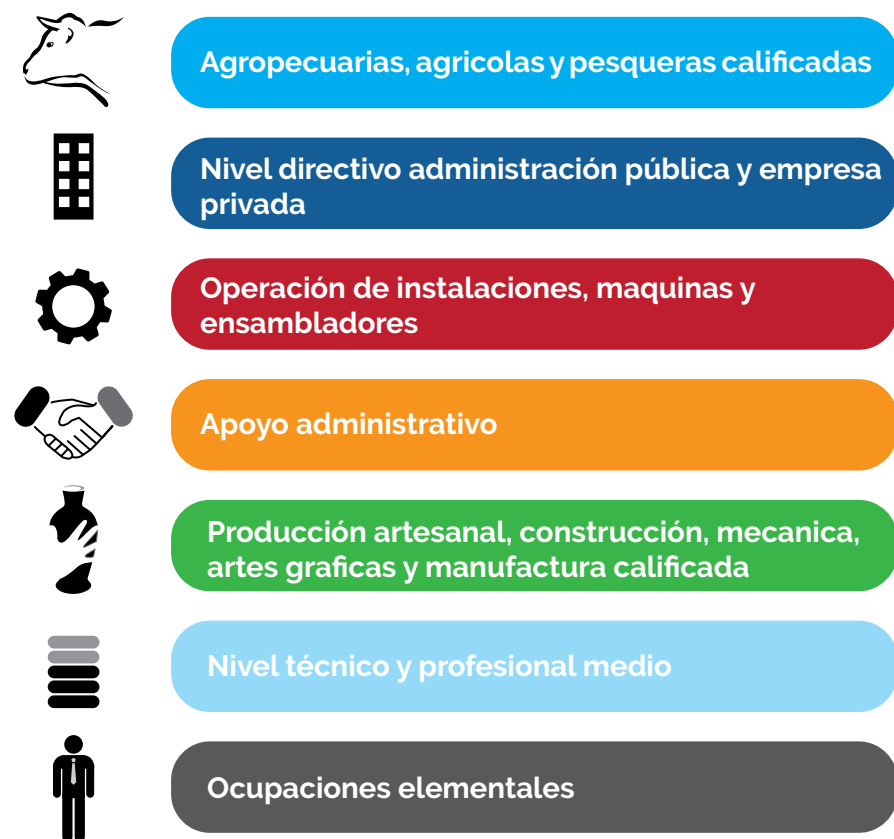 Agropecuarias, agricolas y pesqueras calificadas
Nivel directivo administración pública y empresa
privada
Operación de instalaciones, maquinas y
ensambladores
Apoyo administrativo
Producción artesanal, construcción, mecanica,
artes graficas y manufactura calificada
Nivel técnico y profesional medio
Ocupaciones elementales